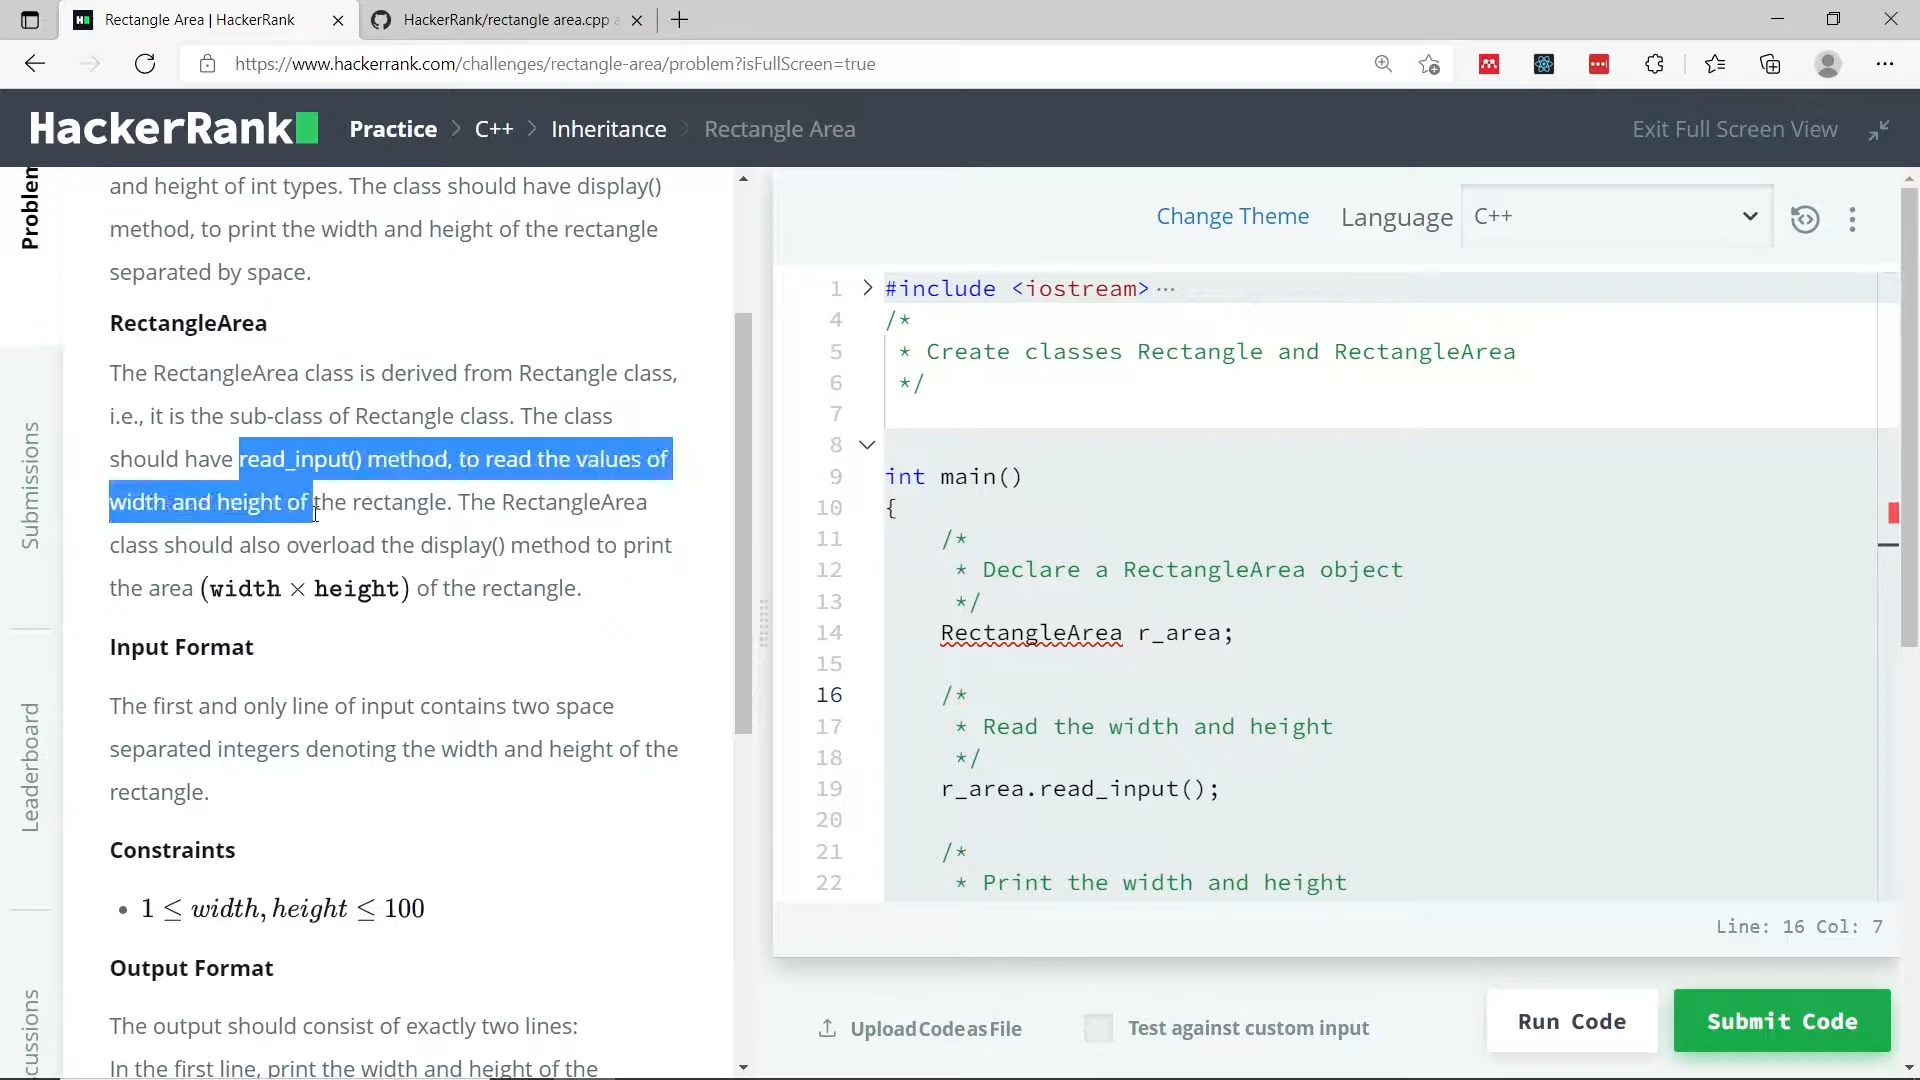 Rectangle Area | HackerRank
HackerRank/rectangle area.cpp a
https://www.hackerrank.com/challenges/rectangle-area/problem?isFullScreen=true
HackerRank
Practice > C++ > Inheritance > Rectangle Area
Exit Full Screen View
Problem
Submissions
Leaderboard
cussions
and height of int types. The class should have display()
method, to print the width and height of the rectangle
separated by space.
RectangleArea
The RectangleArea class is derived from Rectangle class,
i.e., it is the sub-class of Rectangle class. The class
should have read_input() method, to read the values of
width and height of the rectangle. The RectangleArea
class should also overload the display() method to print
the area (width × height) of the rectangle.
Input Format
The first and only line of input contains two space
separated integers denoting the width and height of the
rectangle.
Constraints
• 1 ≤ width, height ≤ 100
Output Format
The output should consist of exactly two lines:
In the first line, print the width and height of the
Change Theme Language C++
1 #include <iostream>···
4 /*
5 * Create classes Rectangle and RectangleArea
6 */
7
8
9 int main()
10 {
11 /*
12 * Declare a RectangleArea object
13 */
14 RectangleArea r_area;
15
16 /*
17 * Read the width and height
18 */
19 r_area.read_input();
20
21 /*
22 * Print the width and height
Line: 16 Col: 7
Upload Code as File
Test against custom input
Run Code
Submit Code